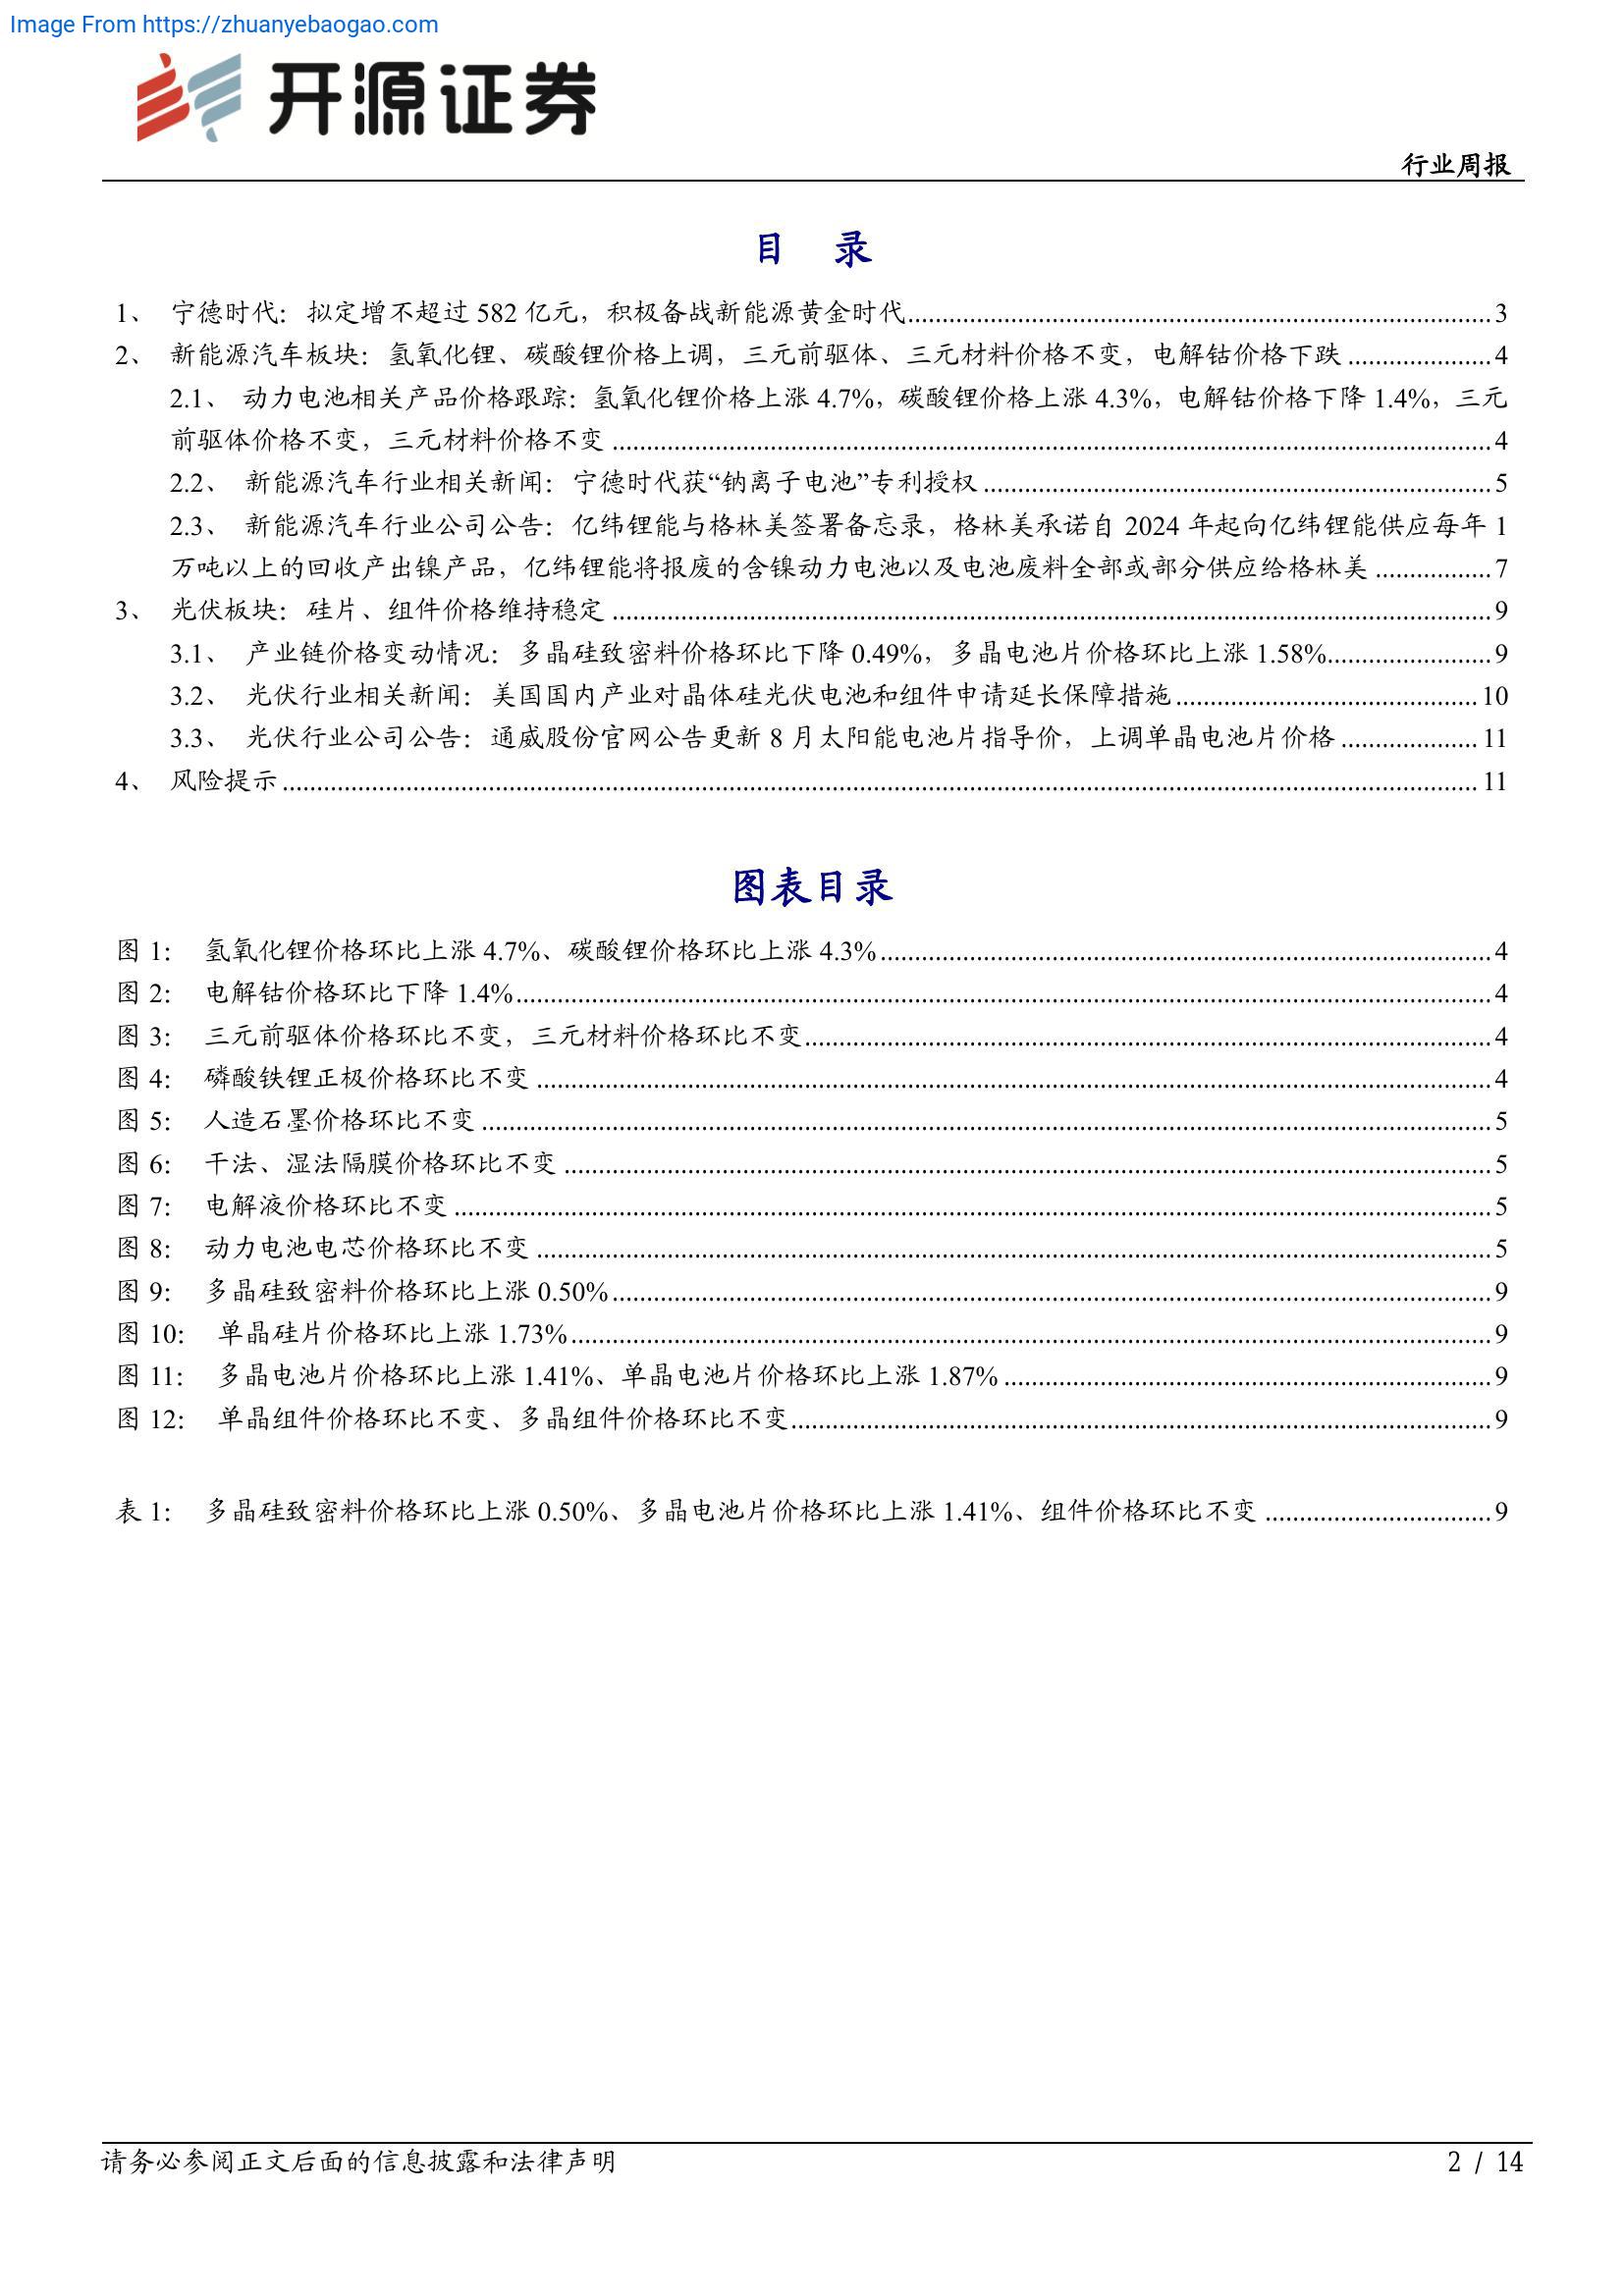 Image From https://zhuanyebaogao.com
开源证券
行业周报
目 录
1、 宁德时代：拟定增不超过 582 亿元，积极备战新能源黄金时代........3
2、 新能源汽车板块：氢氧化锂、碳酸锂价格上调，三元前驱体、三元材料价格不变，电解钴价格下跌........4
2.1、 动力电池相关产品价格跟踪：氢氧化锂价格上涨 4.7%，碳酸锂价格上涨 4.3%，电解钴价格下降 1.4%，三元
前驱体价格不变，三元材料价格不变........4
2.2、 新能源汽车行业相关新闻：宁德时代获“钠离子电池”专利授权........5
2.3、 新能源汽车行业公司公告：亿纬锂能与格林美签署备忘录，格林美承诺自 2024 年起向亿纬锂能供应每年 1
万吨以上的回收产出镍产品，亿纬锂能将报废的含镍动力电池以及电池废料全部或部分供应给格林美........7
3、 光伏板块：硅片、组件价格维持稳定........9
3.1、 产业链价格变动情况：多晶硅致密料价格环比下降 0.49%，多晶电池片价格环比上涨 1.58%........9
3.2、 光伏行业相关新闻：美国国内产业对晶体硅光伏电池和组件申请延长保障措施........10
3.3、 光伏行业公司公告：通威股份官网公告更新 8 月太阳能电池片指导价，上调单晶电池片价格........11
4、 风险提示........11
图表目录
图 1： 氢氧化锂价格环比上涨 4.7%、碳酸锂价格环比上涨 4.3%........4
图 2： 电解钴价格环比下降 1.4%........4
图 3： 三元前驱体价格环比不变，三元材料价格环比不变........4
图 4： 磷酸铁锂正极价格环比不变........4
图 5： 人造石墨价格环比不变........5
图 6： 干法、湿法隔膜价格环比不变........5
图 7： 电解液价格环比不变........5
图 8： 动力电池电芯价格环比不变........5
图 9： 多晶硅致密料价格环比上涨 0.50%........9
图 10： 单晶硅片价格环比上涨 1.73%........9
图 11： 多晶电池片价格环比上涨 1.41%、单晶电池片价格环比上涨 1.87%........9
图 12： 单晶组件价格环比不变、多晶组件价格环比不变........9
表 1： 多晶硅致密料价格环比上涨 0.50%、多晶电池片价格环比上涨 1.41%、组件价格环比不变........9
请务必参阅正文后面的信息披露和法律声明 2 / 14